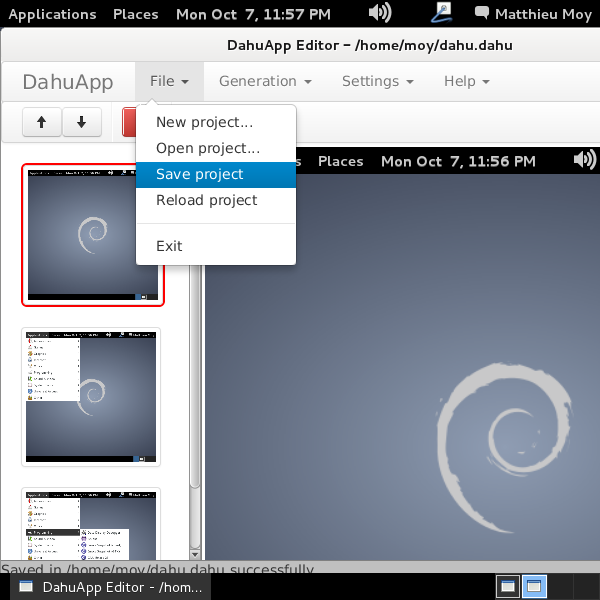 Applications Places Mon Oct 7, 11:57 PM Matthieu Moy
DahuApp Editor – /home/moy/dahu.dahu
DahuApp File Generation Settings Help
New project...
Open project...
Save project
Reload project
Exit
s Places Mon Oct 7, 11:56 PM
Saved in /home/moy/dahu.dahu successfully
DahuApp Editor - /hom...